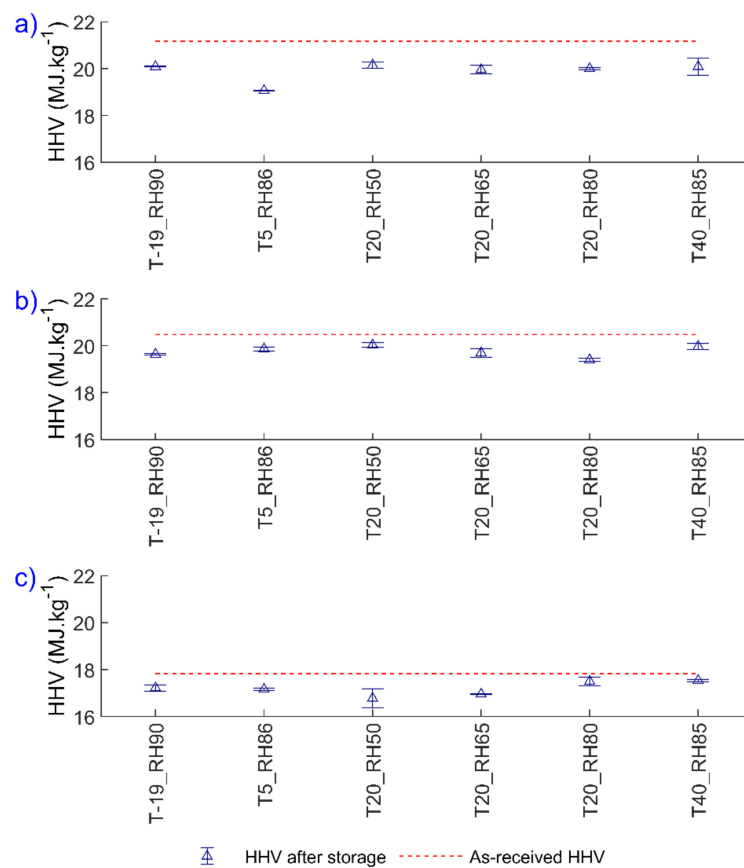 a)
HHV (MJ.kg⁻¹)
22
20
18
16
T-19_RH90
T5_RH86
T20_RH50
T20_RH65
T20_RH80
T40_RH85
b)
HHV (MJ.kg⁻¹)
22
20
18
16
T-19_RH90
T5_RH86
T20_RH50
T20_RH65
T20_RH80
T40_RH85
c)
HHV (MJ.kg⁻¹)
22
20
18
16
T-19_RH90
T5_RH86
T20_RH50
T20_RH65
T20_RH80
T40_RH85
HHV after storage
As-received HHV